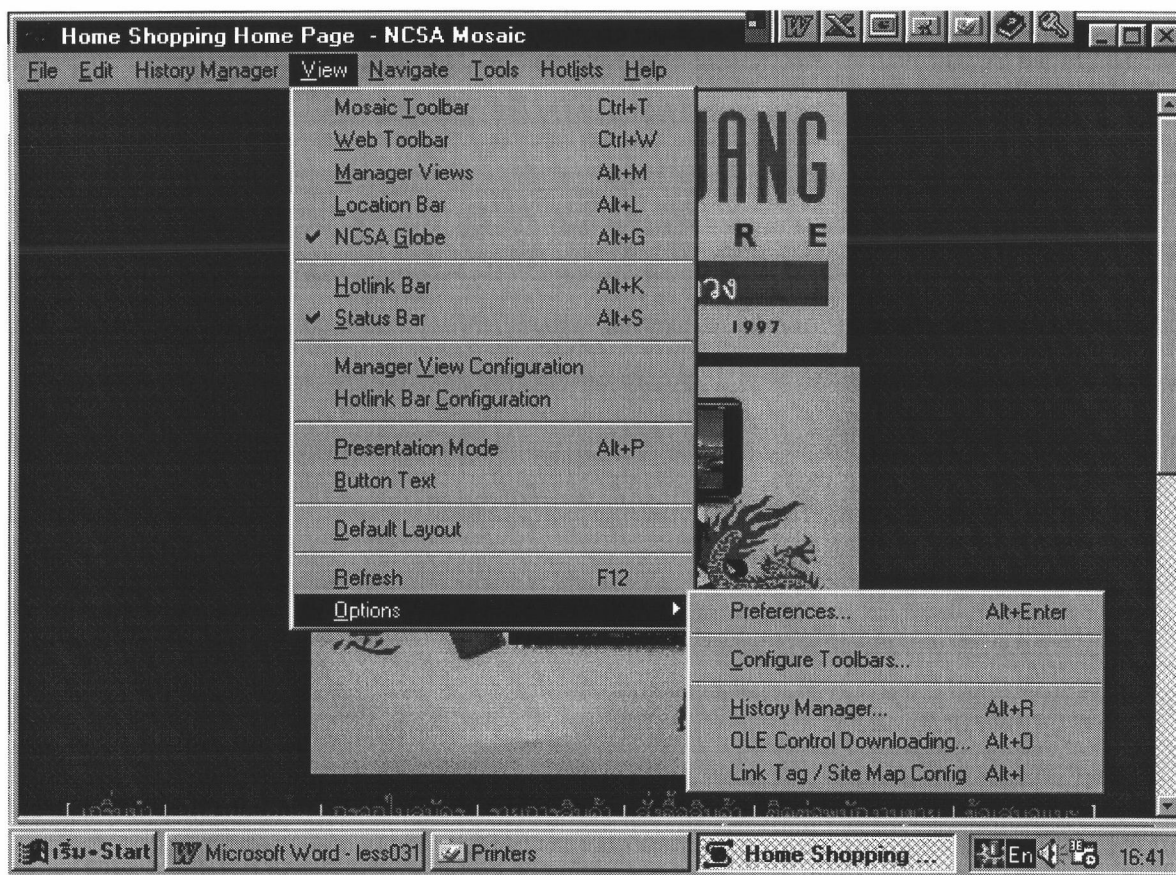 Home Shopping Home Page - NCSA Mosaic
File Edit History Manager View Navigate Tools Hotlists Help
Mosaic Toolbar Ctrl+T
Web Toolbar Ctrl+W
Manager Views Alt+M
Location Bar Alt+L
NCSA Globe Alt+G
Hotlink Bar Alt+K
Status Bar Alt+S
Manager View Configuration
Hotlink Bar Configuration
Presentation Mode Alt+P
Button Text
Default Layout
Refresh F12
Options
UANG
R E
วง
1997
Preferences... Alt+Enter
Configure Toolbars...
History Manager... Alt+R
OLE Control Downloading... Alt+O
Link Tag / Site Map Config Alt+I
เริ่ม-Start Microsoft Word - less031 Printers Home Shopping ... En 16:41